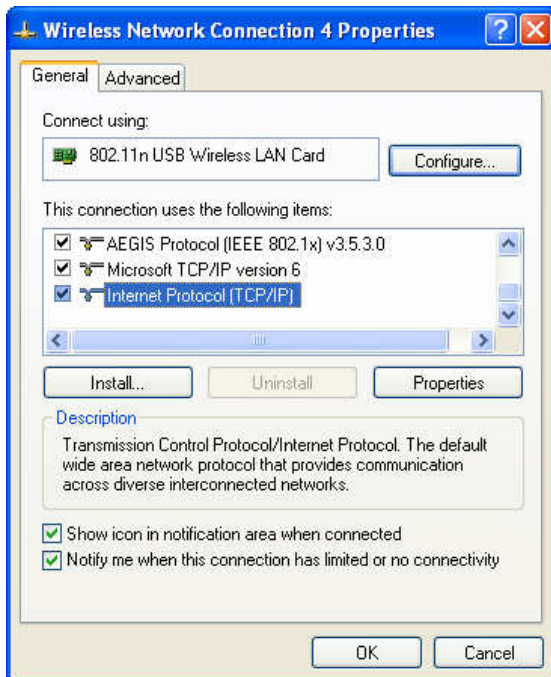 Wireless Network Connection 4 Properties
General Advanced
Connect using:
802.11n USB Wireless LAN Card Configure...
This connection uses the following items:
AEGIS Protocol (IEEE 802.1x) v3.5.3.0
Microsoft TCP/IP version 6
Internet Protocol (TCP/IP)
Install... Uninstall Properties
Description
Transmission Control Protocol/Internet Protocol. The default
wide area network protocol that provides communication
across diverse interconnected networks.
Show icon in notification area when connected
Notify me when this connection has limited or no connectivity
OK Cancel